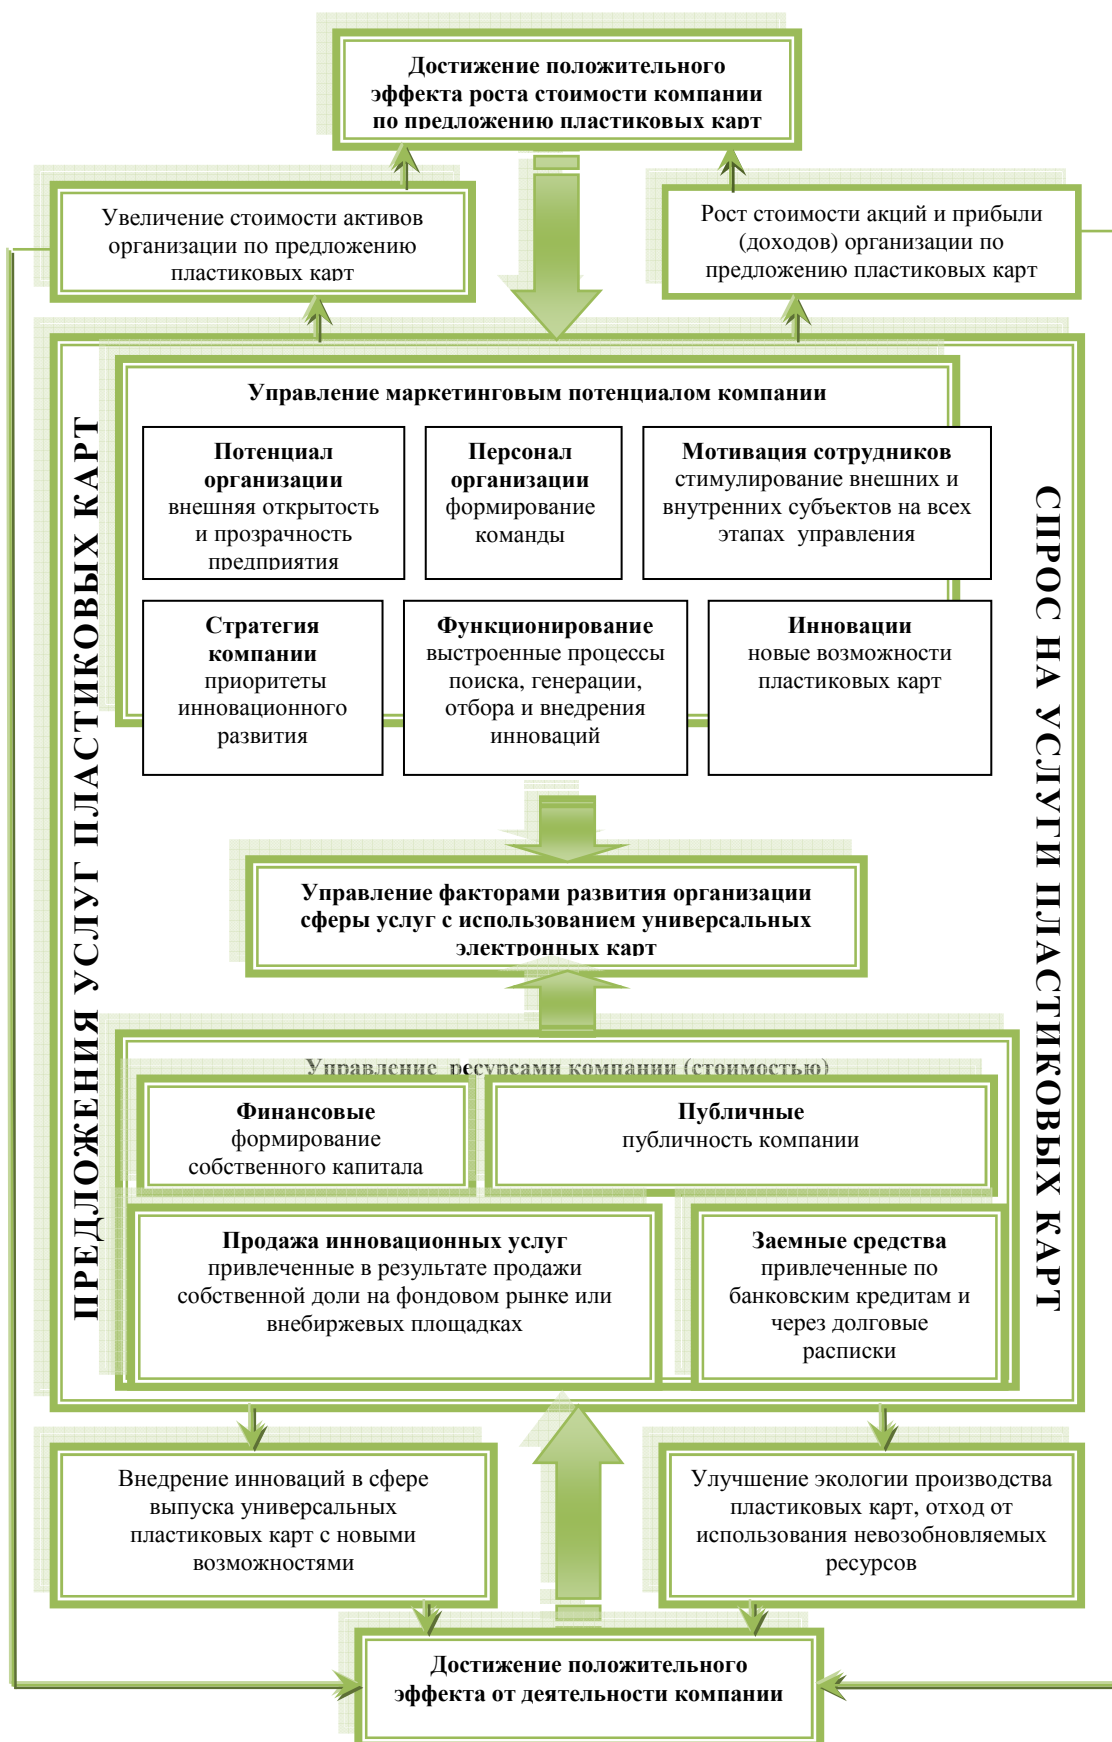 Достижение положительного
эффекта роста стоимости компании
по предложению пластиковых карт
Увеличение стоимости активов
организации по предложению
пластиковых карт
Рост стоимости акций и прибыли
(доходов) организации по
предложению пластиковых карт
ПРЕДЛОЖЕНИЯ УСЛУГ ПЛАСТИКОВЫХ КАРТ
Управление маркетинговым потенциалом компании
Потенциал
организации
внешняя открытость
и прозрачность
предприятия
Персонал
организации
формирование
команды
Мотивация сотрудников
стимулирование внешних и
внутренних субъектов на всех
этапах управления
Стратегия
компании
приоритеты
инновационного
развития
Функционирование
выстроенные процессы
поиска, генерации,
отбора и внедрения
инноваций
Инновации
новые возможности
пластиковых карт
Управление факторами развития организации
сферы услуг с использованием универсальных
электронных карт
Управление ресурсами компании (стоимостью)
Финансовые
формирование
собственного капитала
Публичные
публичность компании
Продажа инновационных услуг
привлеченные в результате продажи
собственной доли на фондовом рынке или
внебиржевых площадках
Заемные средства
привлеченные по
банковским кредитам и
через долговые
расписки
СПРОС НА УСЛУГИ ПЛАСТИКОВЫХ КАРТ
Внедрение инноваций в сфере
выпуска универсальных
пластиковых карт с новыми
возможностями
Улучшение экологии производства
пластиковых карт, отход от
использования невозобновляемых
ресурсов
Достижение положительного
эффекта от деятельности компании